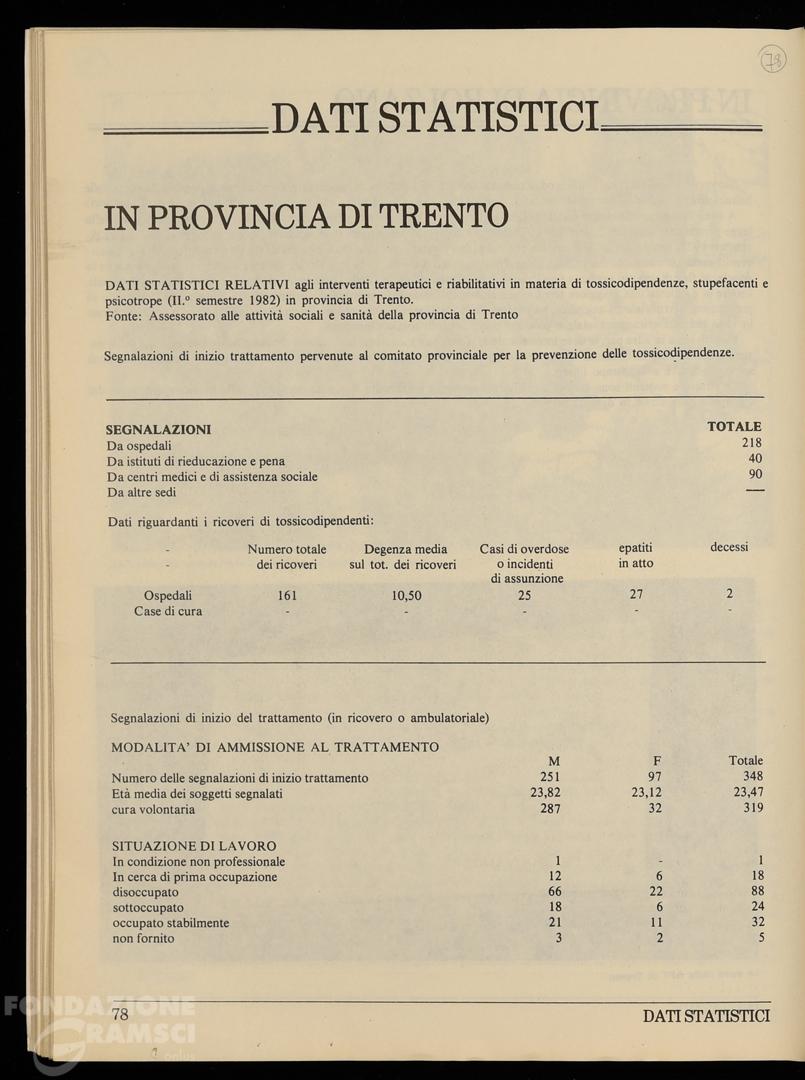 78
DATI STATISTICI
IN PROVINCIA DI TRENTO
DATI STATISTICI RELATIVI agli interventi terapeutici e riabilitativi in materia di tossicodipendenze, stupefacenti e
psicotrope (II.º semestre 1982) in provincia di Trento.
Fonte: Assessorato alle attività sociali e sanità della provincia di Trento
Segnalazioni di inizio trattamento pervenute al comitato provinciale per la prevenzione delle tossicodipendenze.
SEGNALAZIONI TOTALE
Da ospedali 218
Da istituti di rieducazione e pena 40
Da centri medici e di assistenza sociale 90
Da altre sedi —
Dati riguardanti i ricoveri di tossicodipendenti:
- Numero totale Degenza media Casi di overdose epatiti decessi
- dei ricoveri sul tot. dei ricoveri o incidenti in atto
di assunzione
Ospedali 161 10,50 25 27 2
Case di cura - - - - -
Segnalazioni di inizio del trattamento (in ricovero o ambulatoriale)
MODALITA' DI AMMISSIONE AL TRATTAMENTO
M F Totale
Numero delle segnalazioni di inizio trattamento 251 97 348
Età media dei soggetti segnalati 23,82 23,12 23,47
cura volontaria 287 32 319
SITUAZIONE DI LAVORO
In condizione non professionale 1 - 1
In cerca di prima occupazione 12 6 18
disoccupato 66 22 88
sottoccupato 18 6 24
occupato stabilmente 21 11 32
non fornito 3 2 5
78 DATI STATISTICI
FONDAZIONE
GRAMSCI
onlus